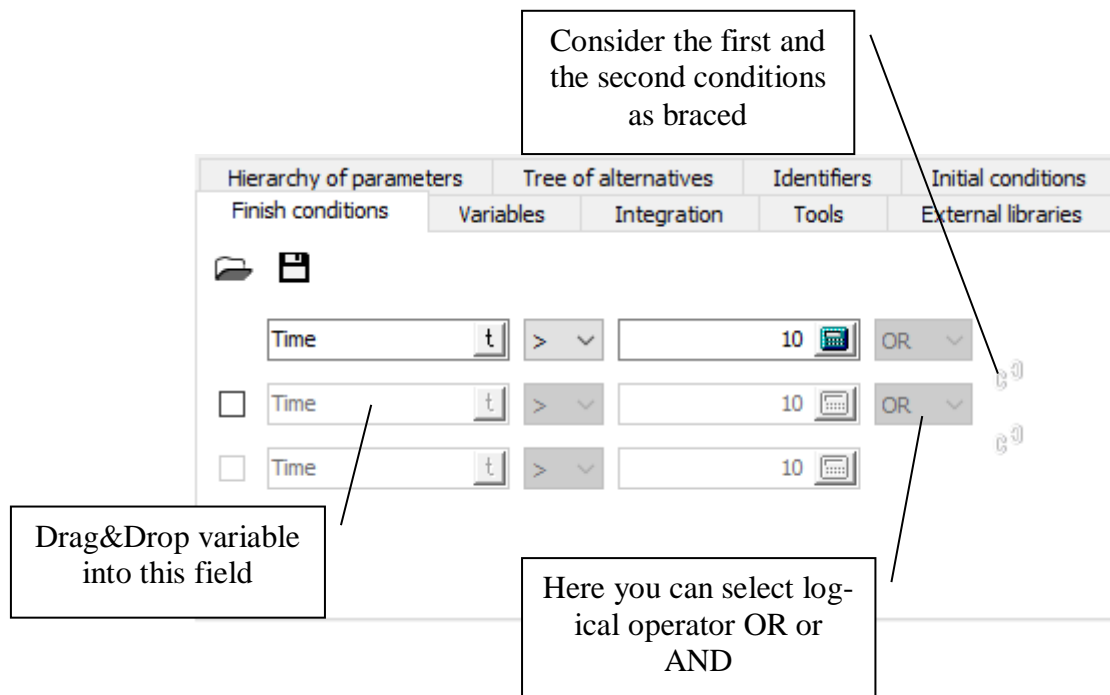 Consider the first and
the second conditions
as braced
Hierarchy of parameters Tree of alternatives Identifiers Initial conditions
Finish conditions Variables Integration Tools External libraries
Time t > 10 OR
Time t > 10 OR
Time t > 10
Drag&Drop variable
into this field
Here you can select log-
ical operator OR or
AND